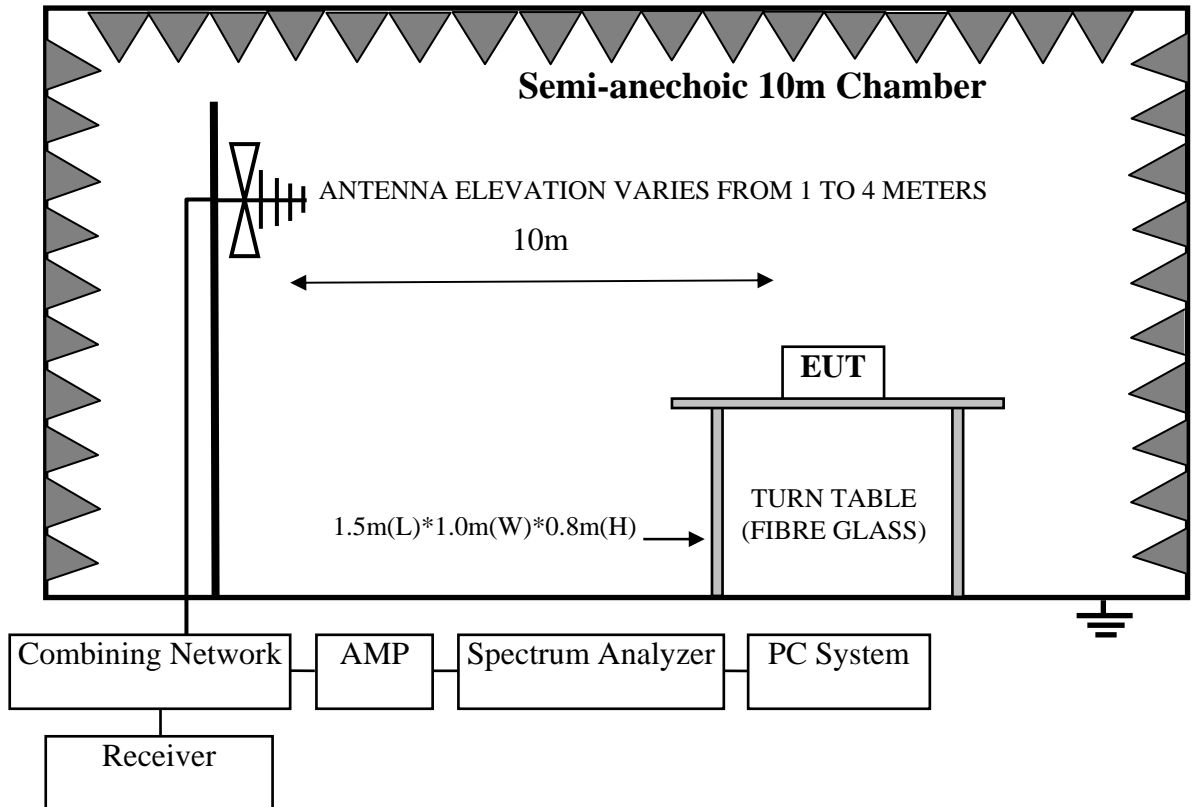 Semi-anechoic 10m Chamber
ANTENNA ELEVATION VARIES FROM 1 TO 4 METERS
10m
EUT
TURN TABLE
(FIBRE GLASS)
1.5m(L)*1.0m(W)*0.8m(H)
Combining Network
AMP
Spectrum Analyzer
PC System
Receiver